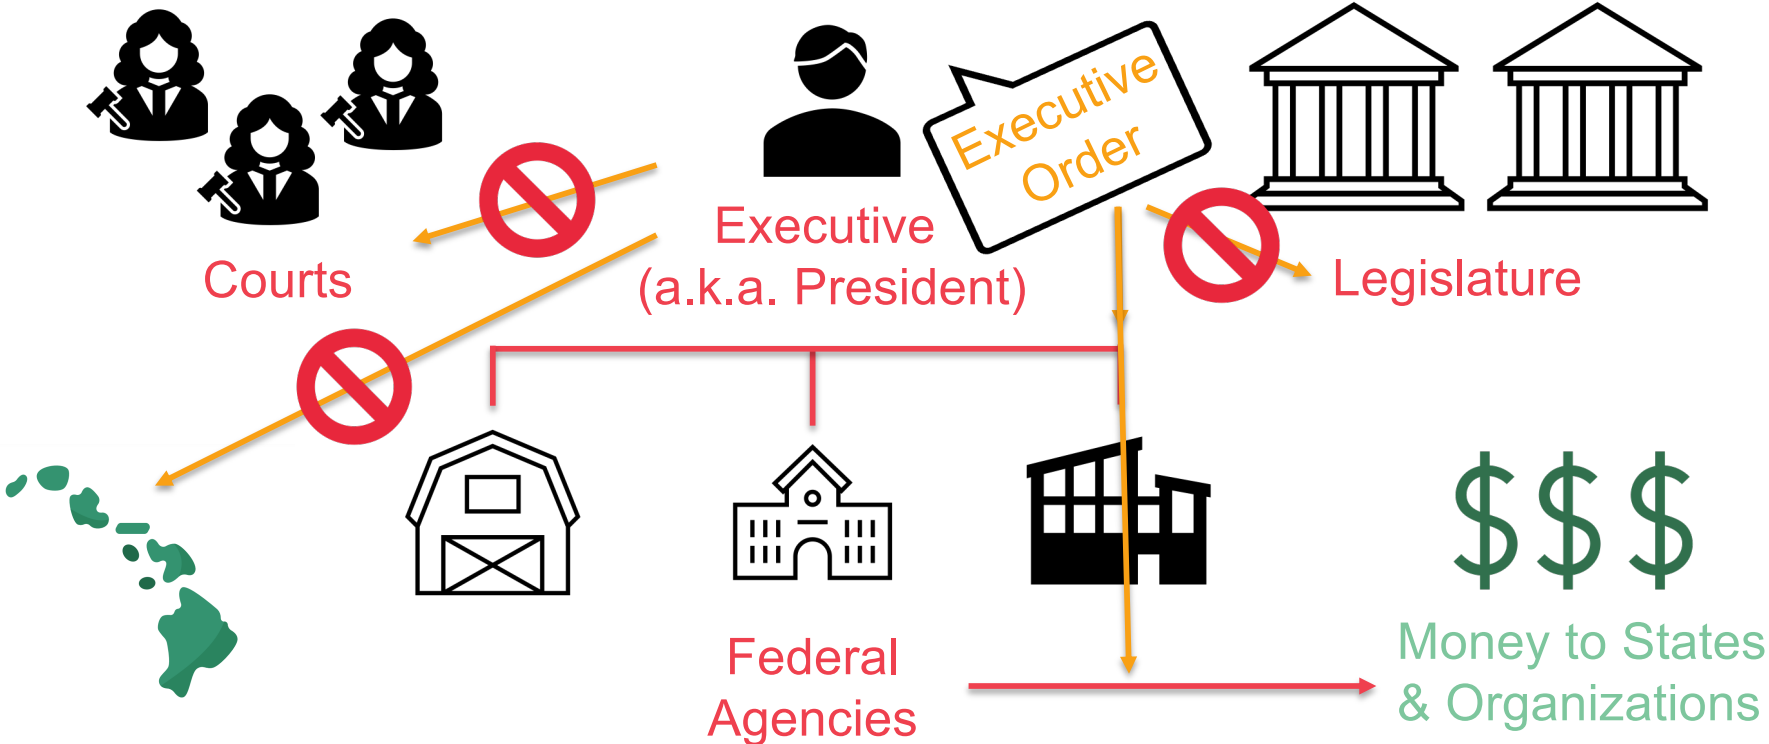 Executive
Order
Courts
Executive
(a.k.a. President)
Legislature
Federal
Agencies
$$$
Money to States
& Organizations